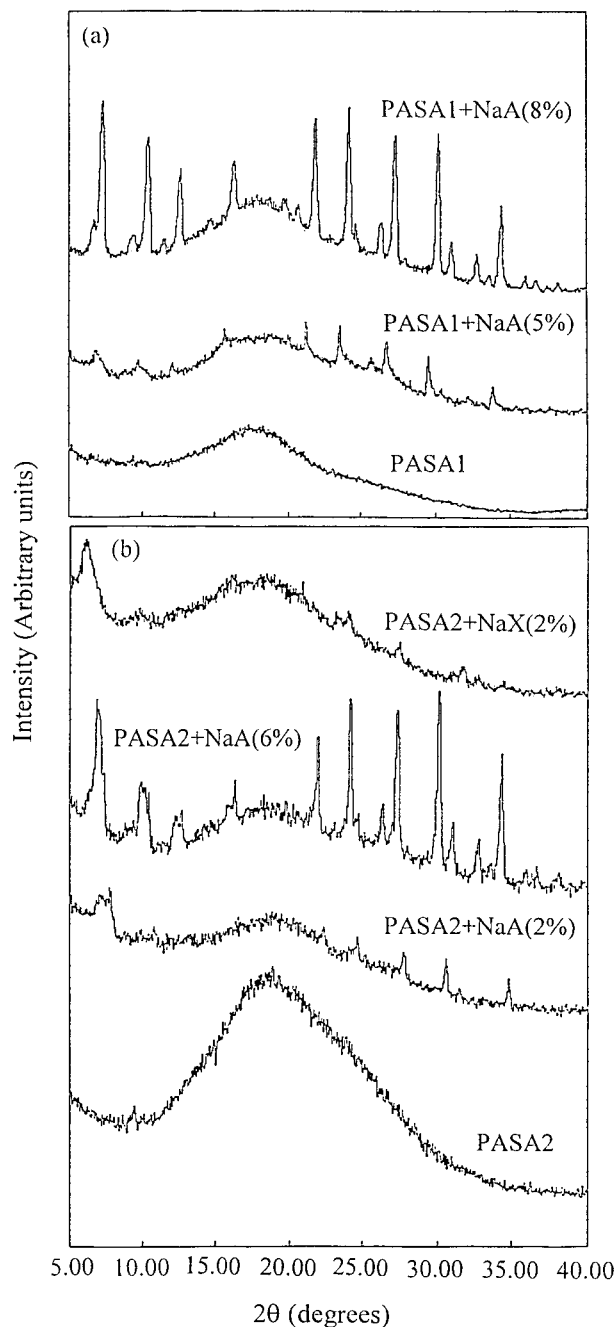 (a)
PASA1+NaA(8%)
PASA1+NaA(5%)
PASA1
Intensity (Arbitrary units)
(b)
PASA2+NaX(2%)
PASA2+NaA(6%)
PASA2+NaA(2%)
PASA2
5.00 10.00 15.00 20.00 25.00 30.00 35.00 40.00
2θ (degrees)